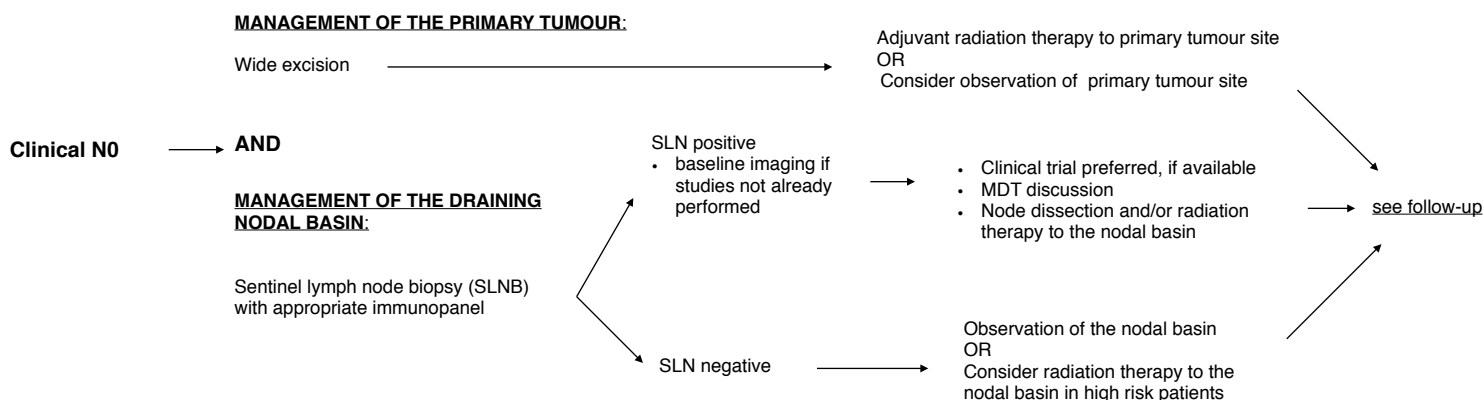 MANAGEMENT OF THE PRIMARY TUMOUR:
Wide excision
Adjuvant radiation therapy to primary tumour site
OR
Consider observation of primary tumour site
Clinical N0
AND
MANAGEMENT OF THE DRAINING
NODAL BASIN:
Sentinel lymph node biopsy (SLNB)
with appropriate immunopanel
SLN positive
• baseline imaging if
studies not already
performed
• Clinical trial preferred, if available
• MDT discussion
• Node dissection and/or radiation
therapy to the nodal basin
see follow-up
SLN negative
Observation of the nodal basin
OR
Consider radiation therapy to the
nodal basin in high risk patients